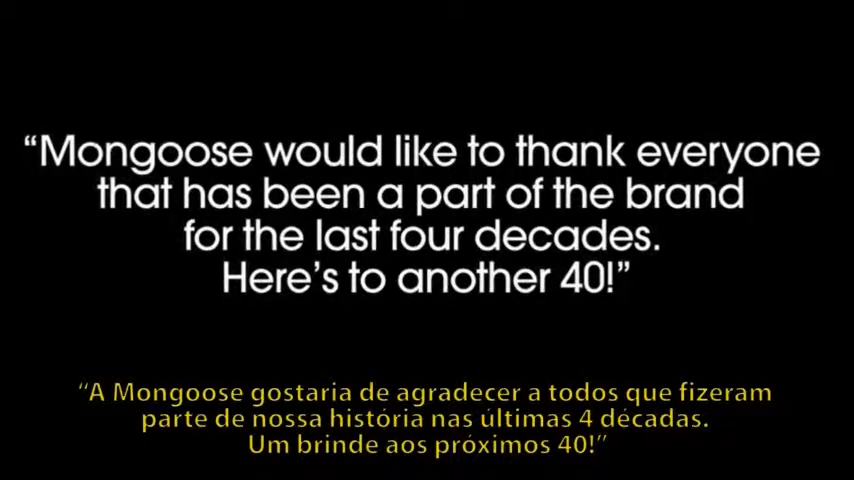 “Mongoose would like to thank everyone
that has been a part of the brand
for the last four decades.
Here’s to another 40!”
“A Mongoose gostaria de agradecer a todos que fizeram
parte de nossa história nas últimas 4 décadas.
Um brinde aos próximos 40!”